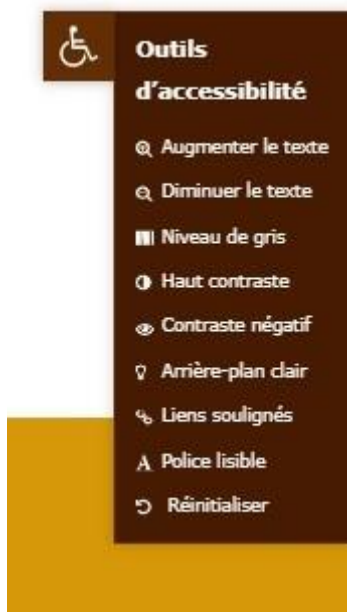 Outils
d'accessibilité
Augmenter le texte
Diminuer le texte
Niveau de gris
Haut contraste
Contraste négatif
Arrière-plan clair
Liens soulignés
Police lisible
Réinitialiser